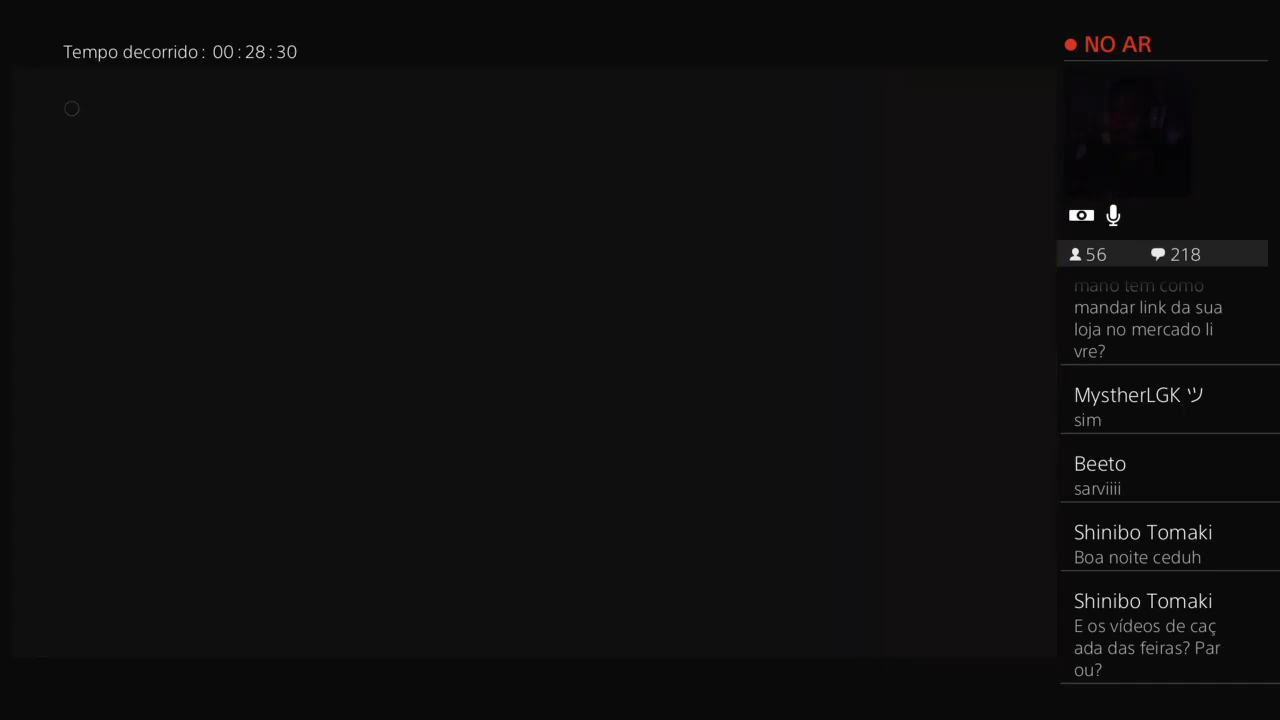 Tempo decorrido : 00 : 28 : 30
NO AR
56 218
mano tem como
mandar link da sua
loja no mercado li
vre?
MystherLGK ツ
sim
Beeto
sarviiii
Shinibo Tomaki
Boa noite ceduh
Shinibo Tomaki
E os vídeos de caç
ada das feiras? Par
ou?